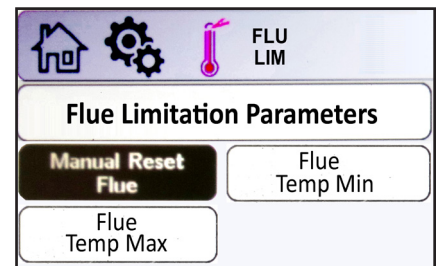 FLU
LIM
Flue Limitation Parameters
Manual Reset
Flue
Flue
Temp Min
Flue
Temp Max